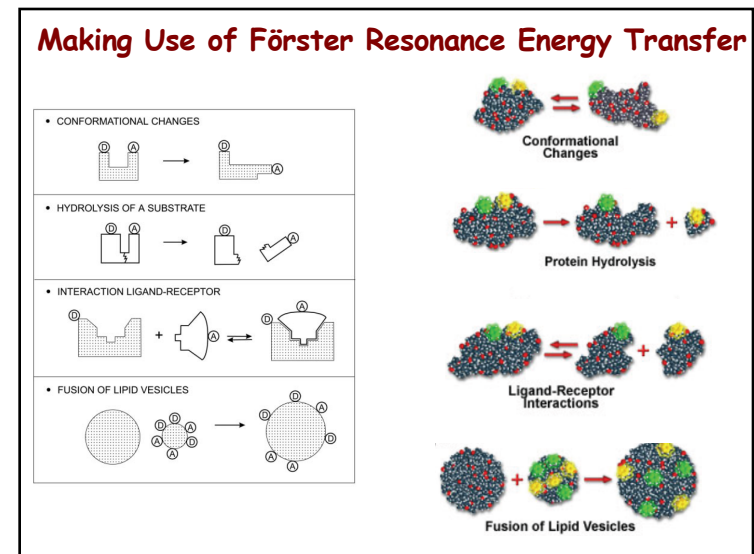 Making Use of Förster Resonance Energy Transfer
• CONFORMATIONAL CHANGES
D A
A
D
• HYDROLYSIS OF A SUBSTRATE
D A D A
• INTERACTION LIGAND-RECEPTOR
D + A D A
• FUSION OF LIPID VESICLES
D
D A
A D
A
D A
D
D
A
A
Conformational
Changes
+
Protein Hydrolysis
+
Ligand-Receptor
Interactions
+
Fusion of Lipid Vesicles